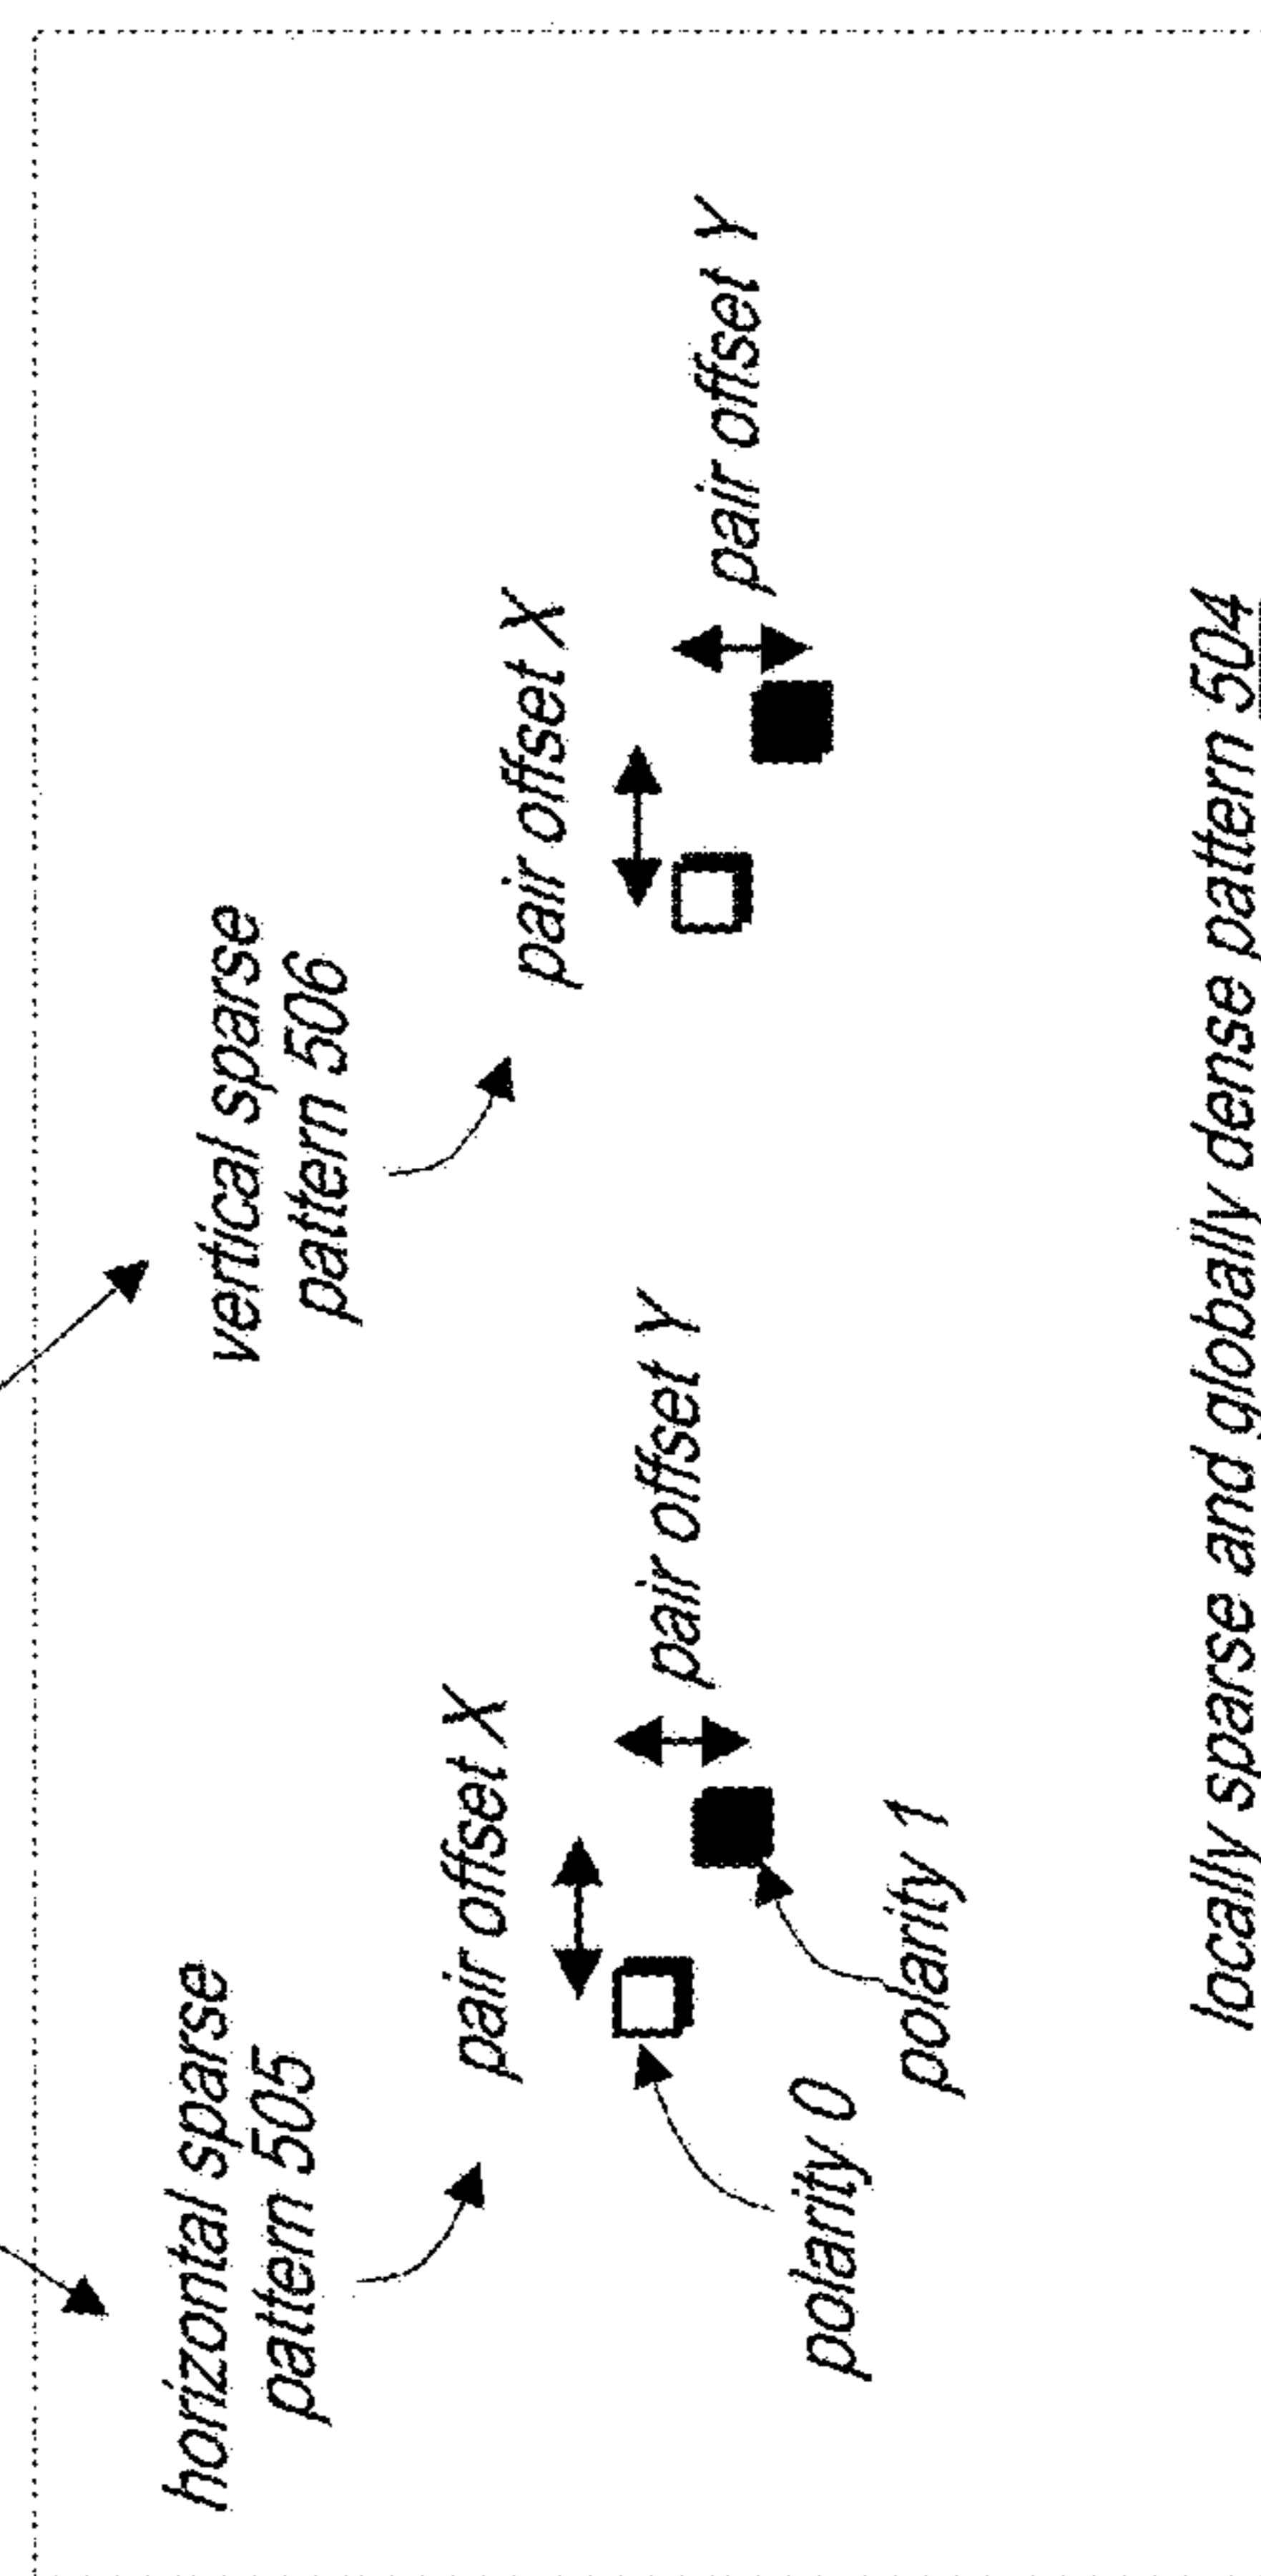 horizontal sparse
pattern 505
pair offset X
pair offset Y
polarity 0
polarity 1
vertical sparse
pattern 506
pair offset X
pair offset Y
locally sparse and globally dense pattern 504